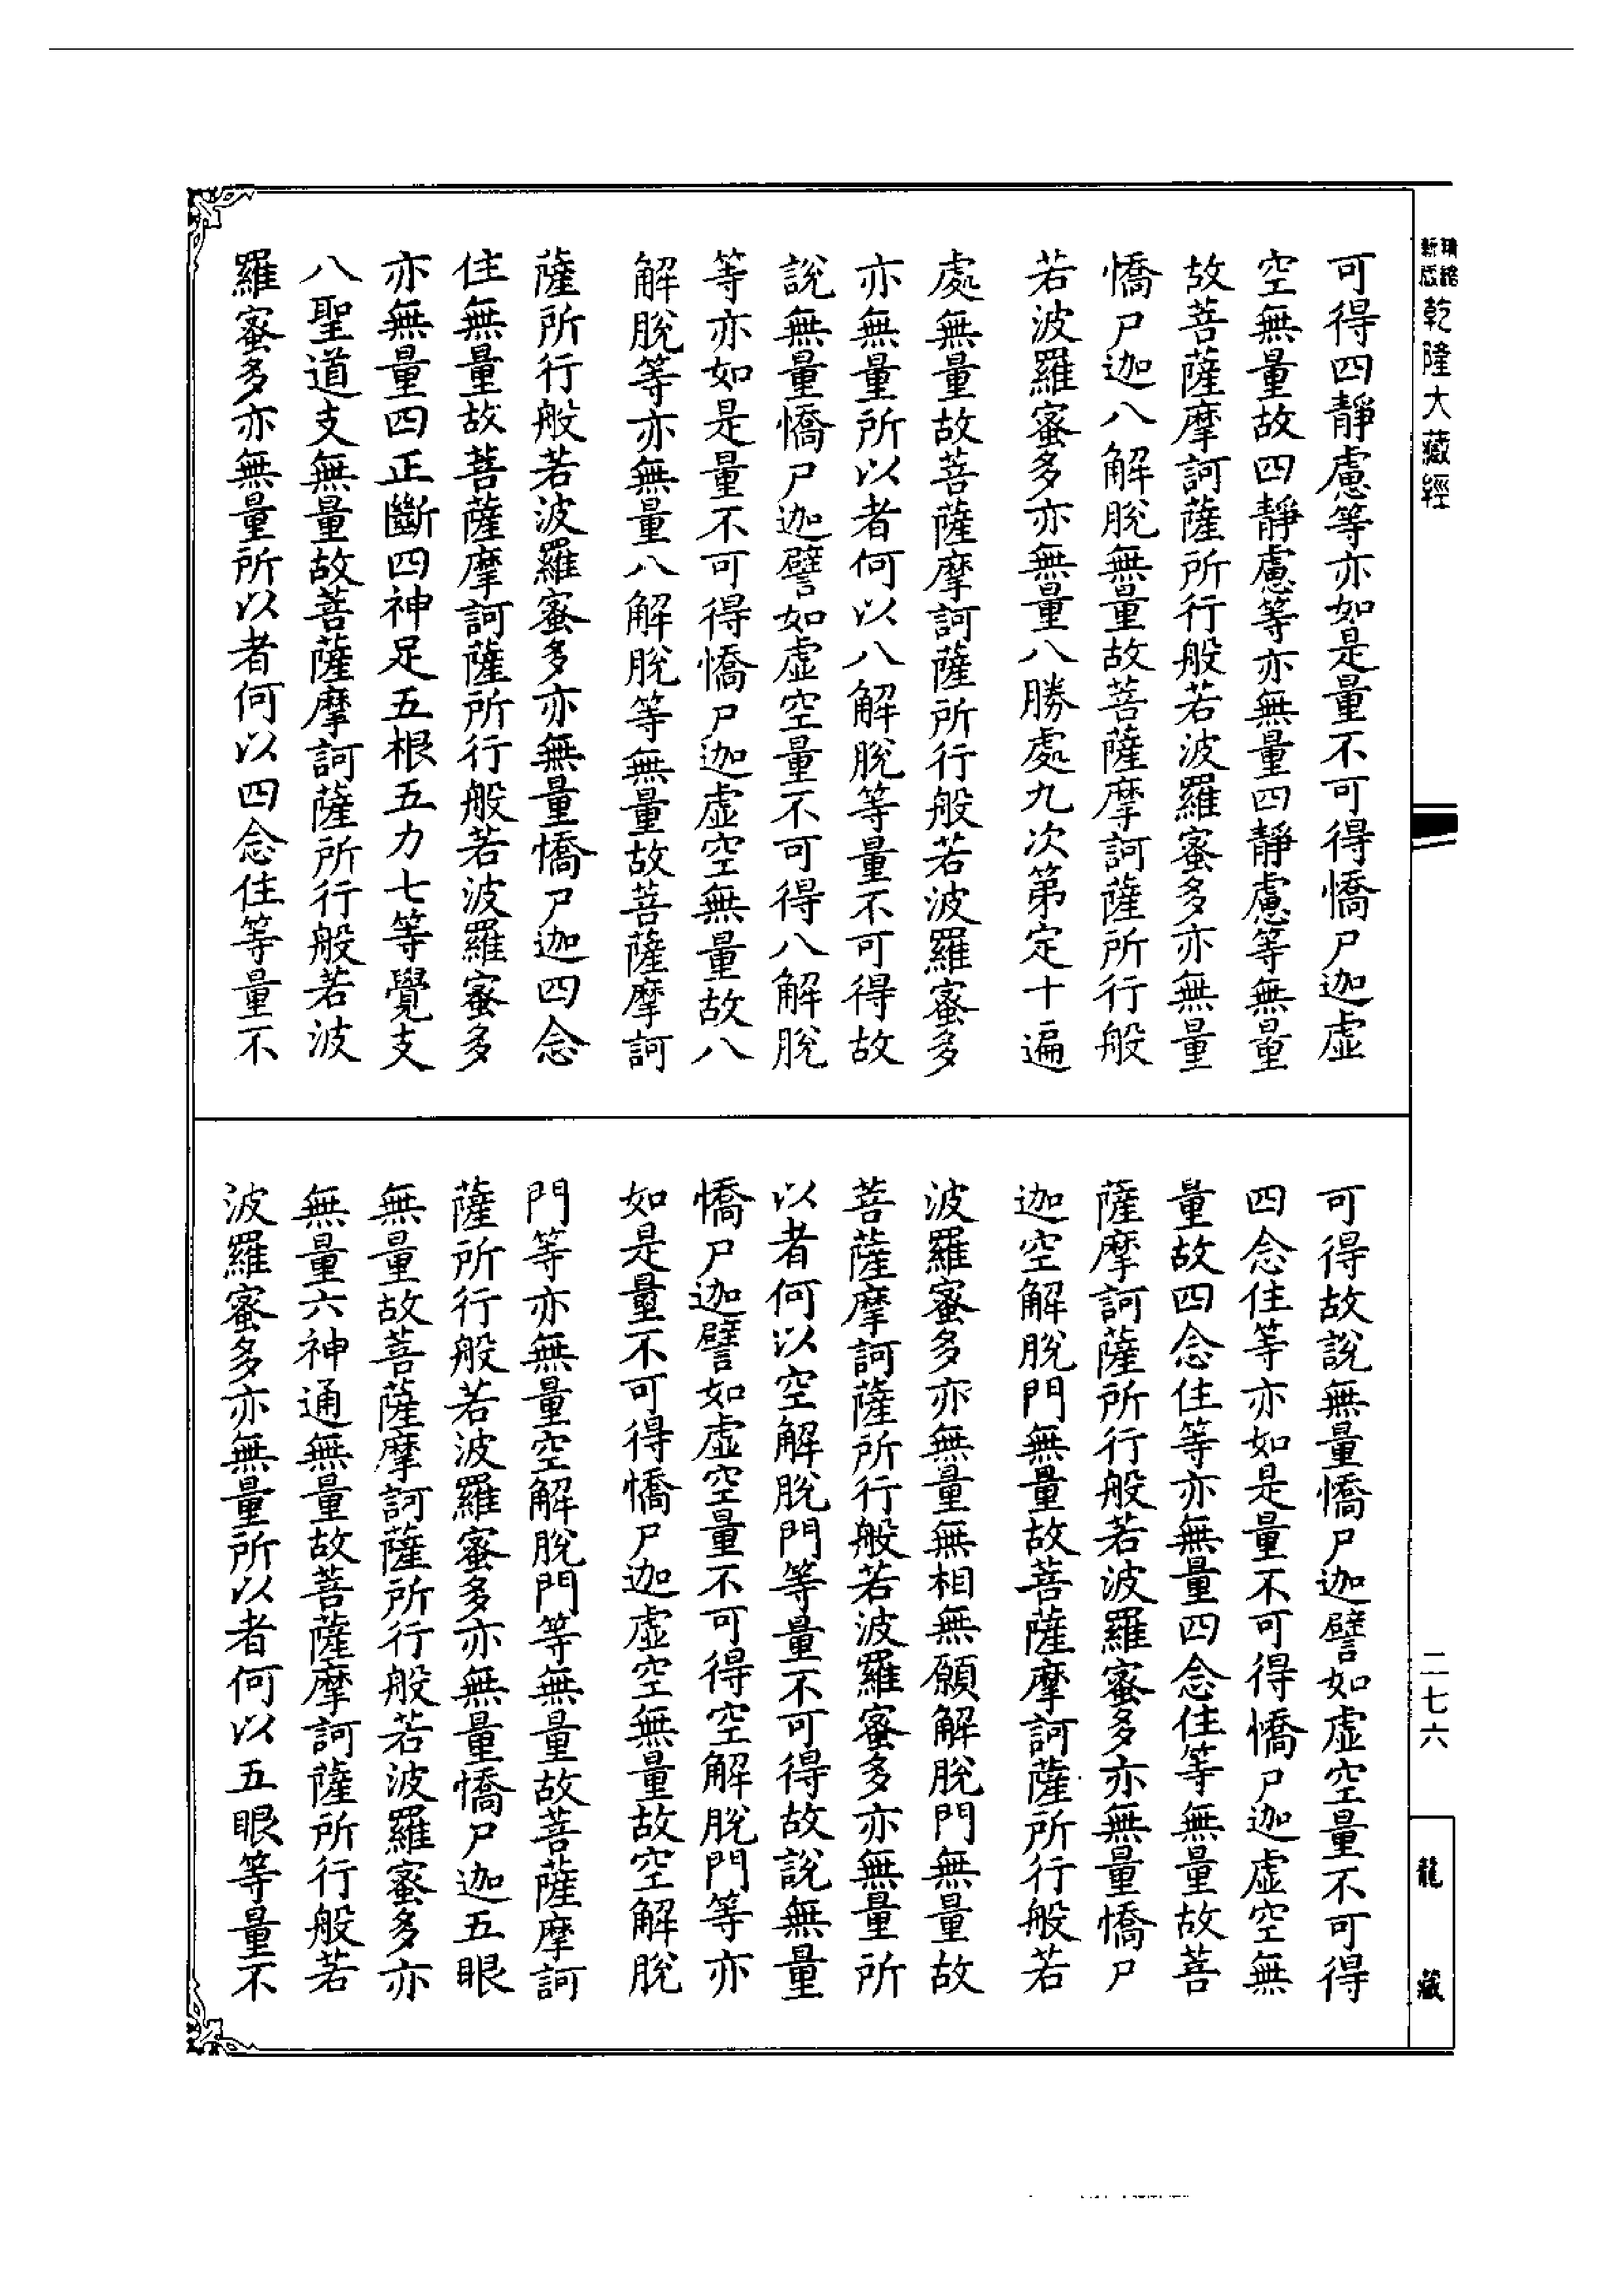 乾隆大藏經
可得四靜慮等亦如是量不可得憍尸迦虛
空無量故四靜慮等亦無量四靜慮等無量
故菩薩摩訶薩所行般若波羅蜜多亦無量
憍尸迦八解脫無量故菩薩摩訶薩所行般
若波羅蜜多亦無量八勝處九次第定十遍
處無量故菩薩摩訶薩所行般若波羅蜜多
亦無量所以者何以八解脫等量不可得故
說無量憍尸迦譬如虛空量不可得八解脫
等亦如是量不可得憍尸迦虛空無量故八
解脫等亦無量八解脫等無量故菩薩摩訶
薩所行般若波羅蜜多亦無量憍尸迦四念
住無量故菩薩摩訶薩所行般若波羅蜜多
亦無量四正斷四神足五根五力七等覺支
八聖道支無量故菩薩摩訶薩所行般若波
羅蜜多亦無量所以者何以四念住等量不
可得故說無量憍尸迦譬如虛空量不可得
四念住等亦如是量不可得憍尸迦虛空無
量故四念住等亦無量四念住等無量故菩
薩摩訶薩所行般若波羅蜜多亦無量憍尸
迦空解脫門無量故菩薩摩訶薩所行般若
波羅蜜多亦無量無相無願解脫門無量故
菩薩摩訶薩所行般若波羅蜜多亦無量所
以者何以空解脫門等量不可得故說無量
憍尸迦譬如虛空量不可得空解脫門等亦
如是量不可得憍尸迦虛空無量故空解脫
門等亦無量空解脫門等無量故菩薩摩訶
薩所行般若波羅蜜多亦無量憍尸迦五眼
無量故菩薩摩訶薩所行般若波羅蜜多亦
無量六神通無量故菩薩摩訶薩所行般若
波羅蜜多亦無量所以者何以五眼等量不
二七六
龍藏